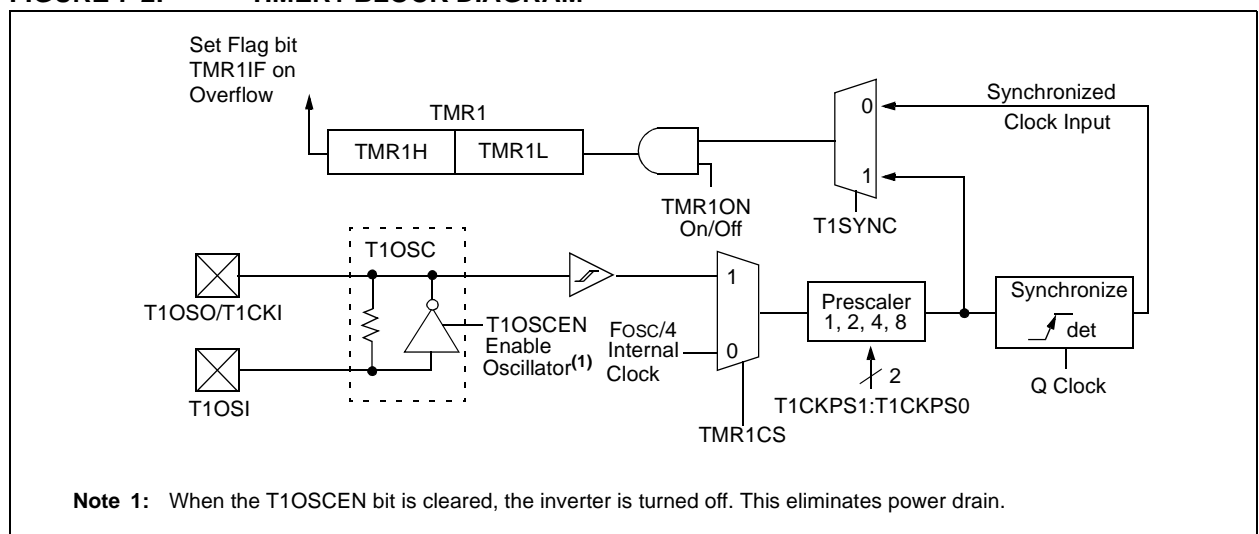 Set Flag bit
TMR1IF on
Overflow
TMR1
TMR1H
TMR1L
TMR1ON
On/Off
0
1
T1SYNC
Synchronized
Clock Input
T1OSC
T1OSO/T1CKI
T1OSI
T1OSCEN
Enable
Oscillator(1)
FOSC/4
Internal
Clock
1
0
TMR1CS
Prescaler
1, 2, 4, 8
2
T1CKPS1:T1CKPS0
Synchronize
det
Q Clock
Note 1: When the T1OSCEN bit is cleared, the inverter is turned off. This eliminates power drain.